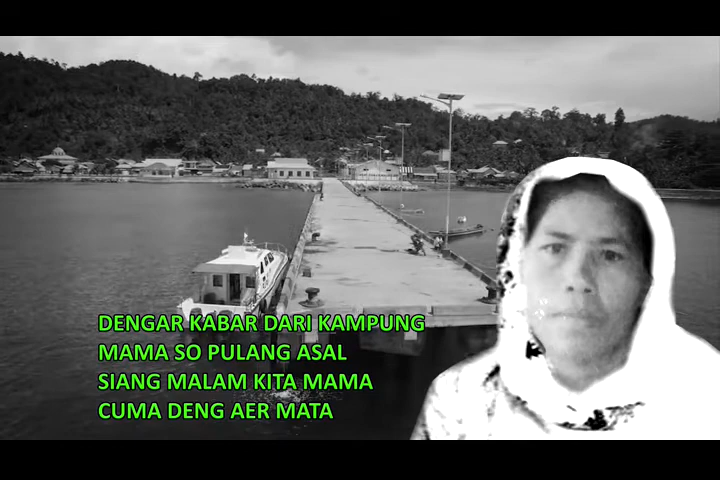 DENGAR KABAR DARI KAMPUNG
MAMA SO PULANG ASAL
SIANG MALAM KITA MAMA
CUMA DENG AER MATA